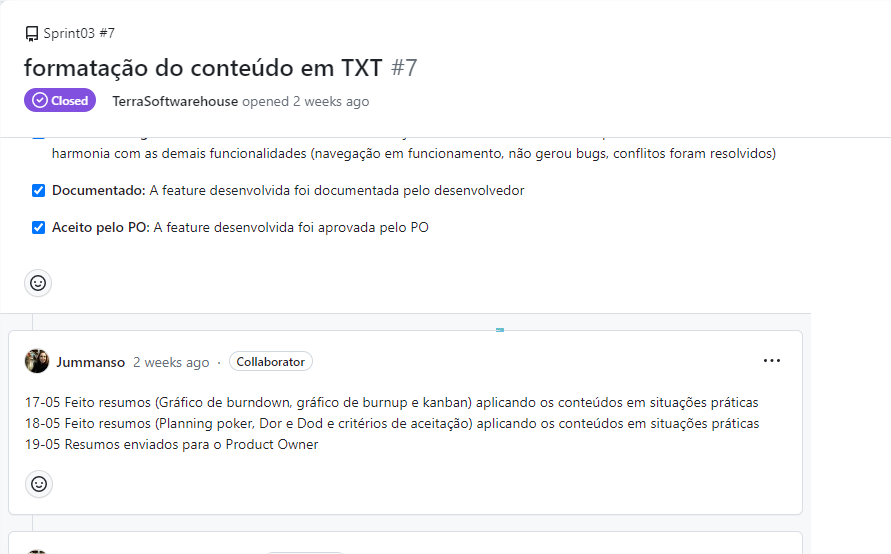 Sprint03 #7
formatação do conteúdo em TXT #7
Closed TerraSoftwarehouse opened 2 weeks ago
harmonia com as demais funcionalidades (navegação em funcionamento, não gerou bugs, conflitos foram resolvidos)
Documentado: A feature desenvolvida foi documentada pelo desenvolvedor
Aceito pelo PO: A feature desenvolvida foi aprovada pelo PO
Jummanso 2 weeks ago · Collaborator
17-05 Feito resumos (Gráfico de burndown, gráfico de burnup e kanban) aplicando os conteúdos em situações práticas
18-05 Feito resumos (Planning poker, Dor e Dod e critérios de aceitação) aplicando os conteúdos em situações práticas
19-05 Resumos enviados para o Product Owner